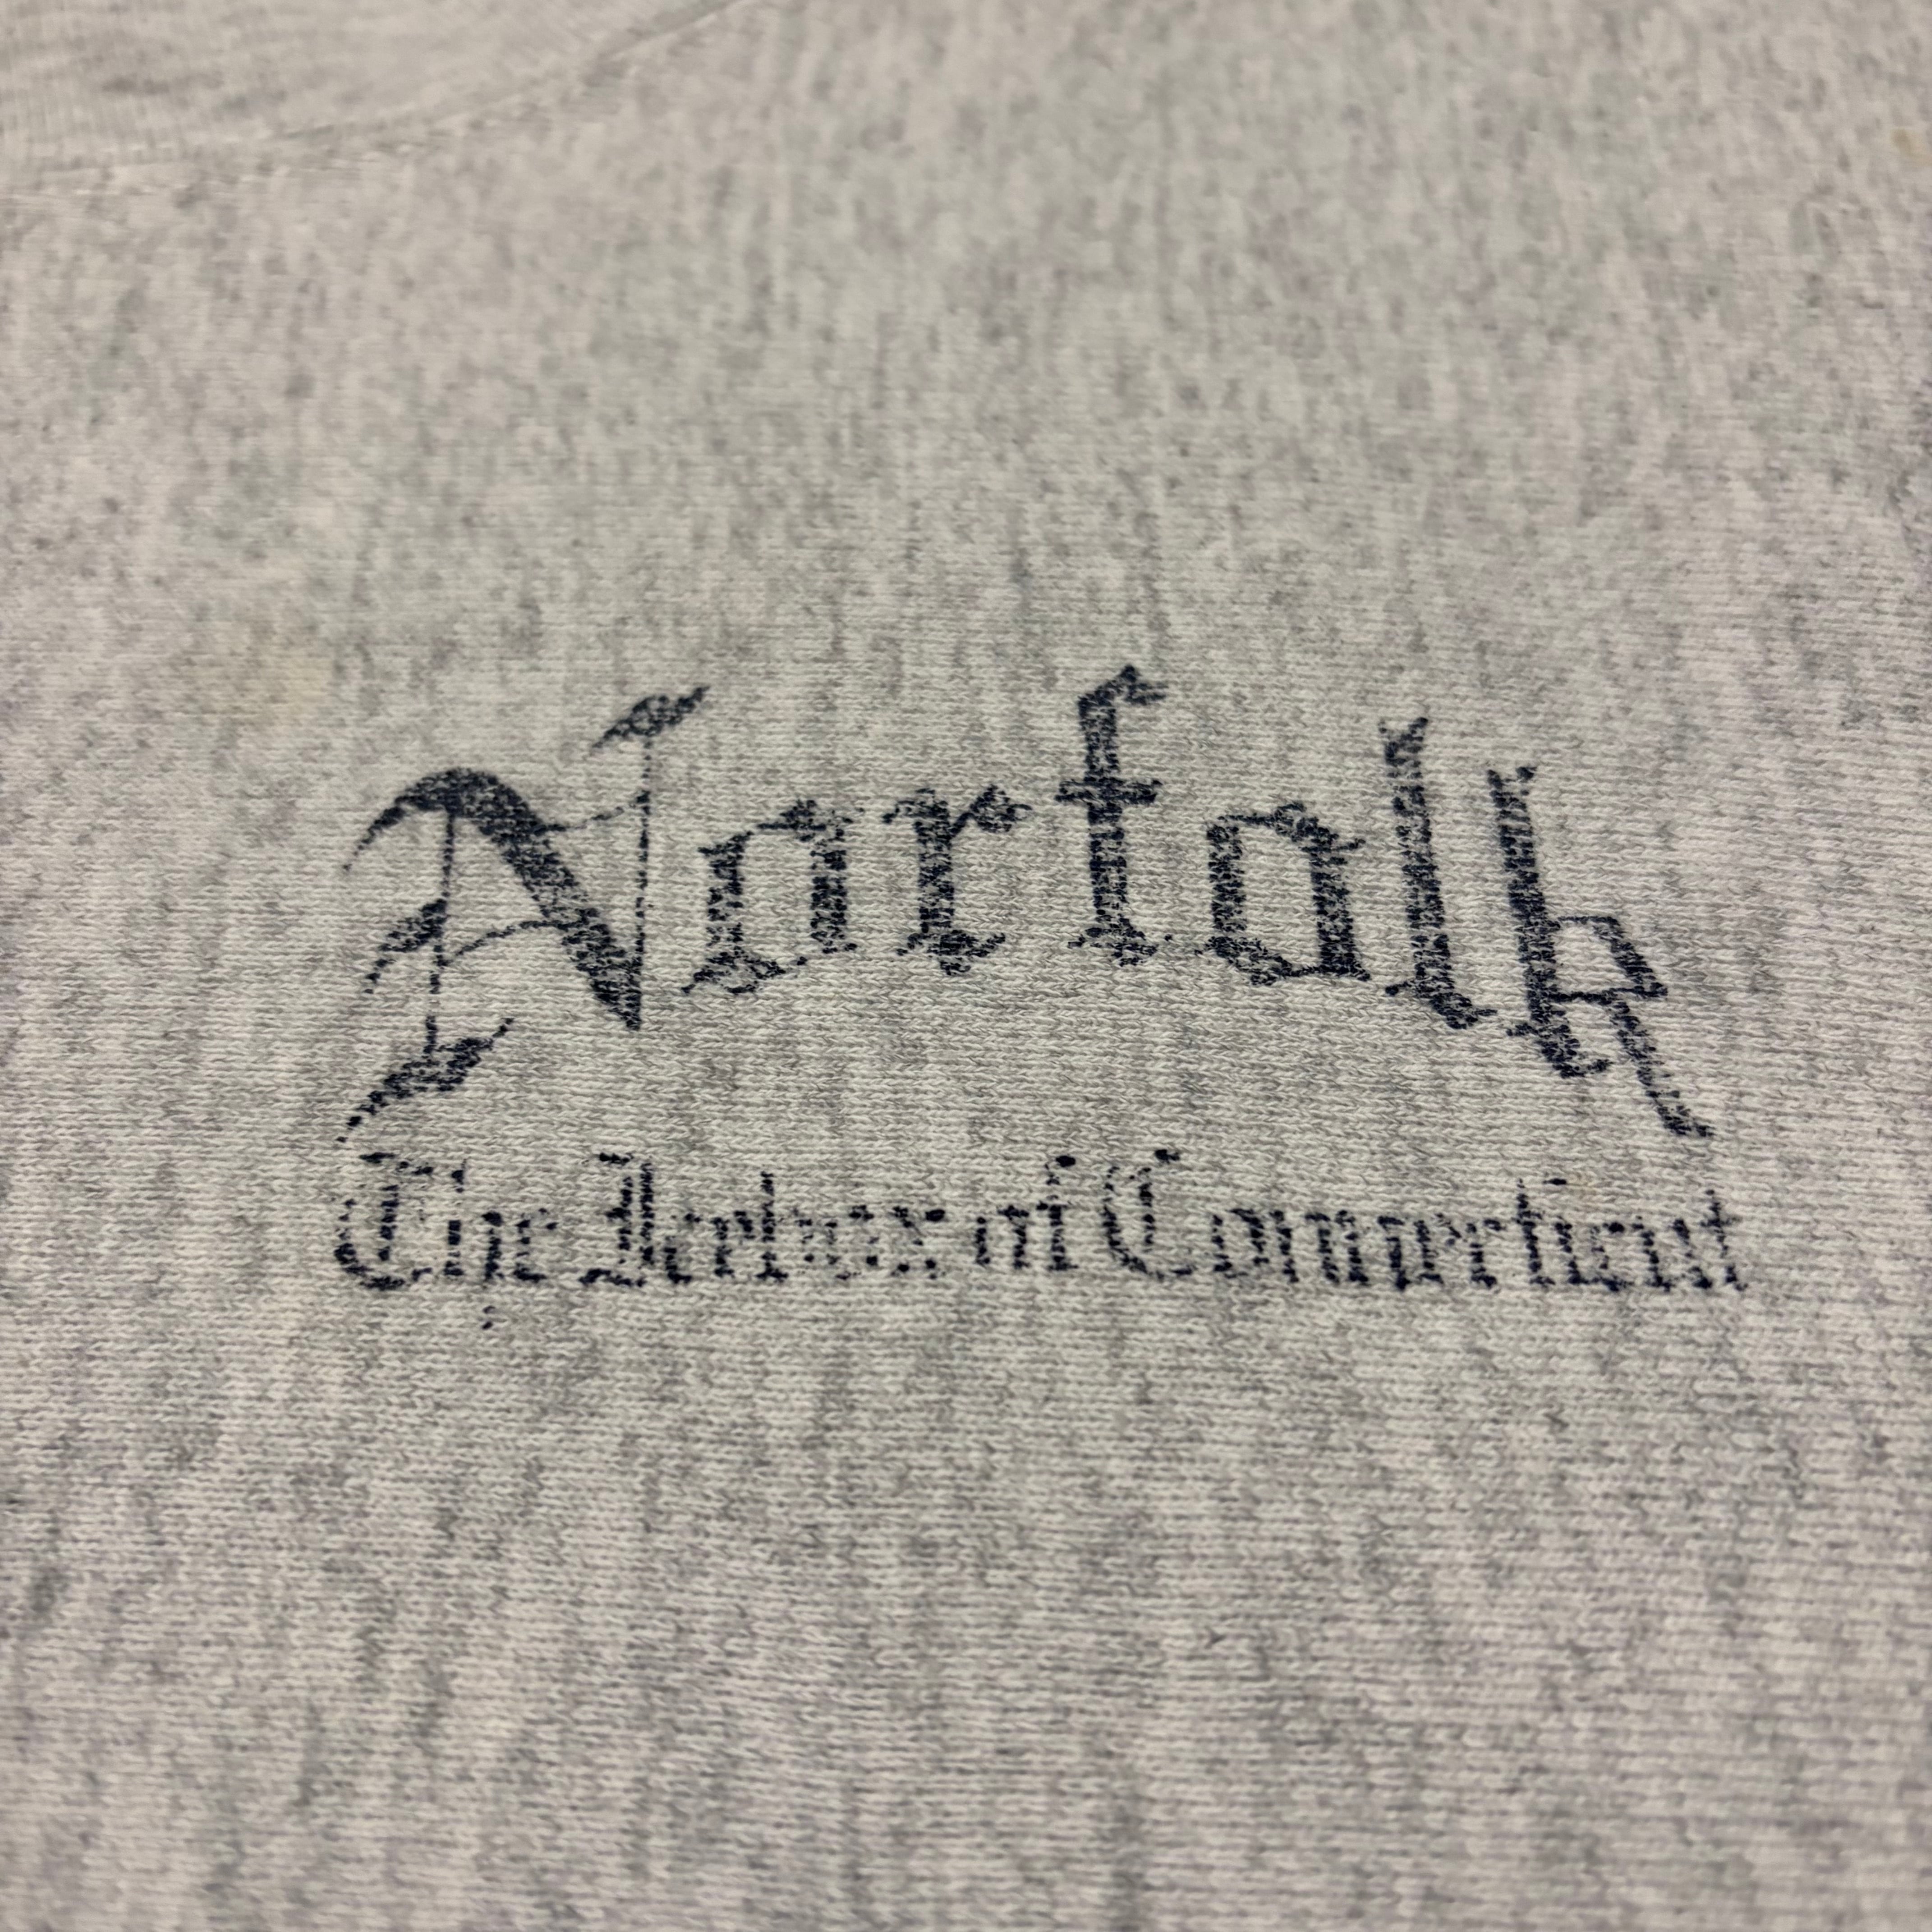 Norfolk
The Icebox of Connecticut